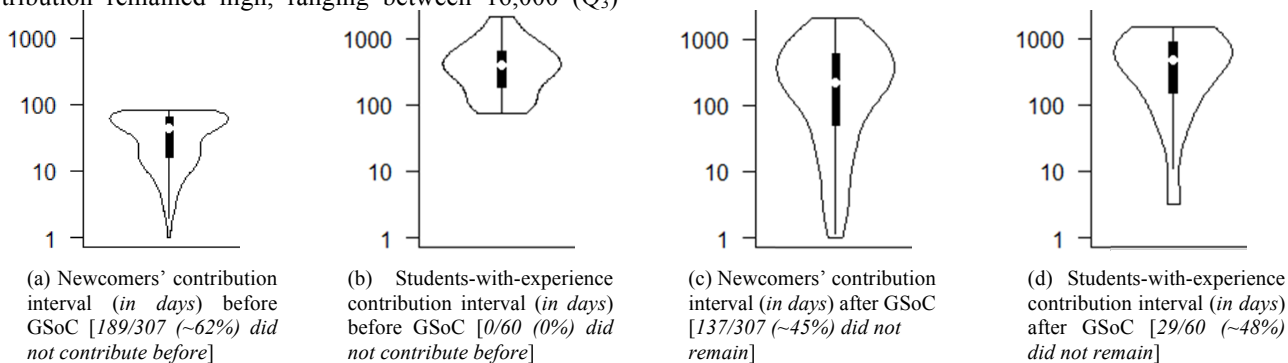 tribution remained high, ranging between 10,000 (Q3)
1000
100
10
1
1000
100
10
1
1000
100
10
1
1000
100
10
1
(a) Newcomers' contribution
interval (in days) before
GSoC [189/307 (~62%) did
not contribute before]
(b) Students-with-experience
contribution interval (in days)
before GSoC [0/60 (0%) did
not contribute before]
(c) Newcomers' contribution
interval (in days) after GSoC
[137/307 (~45%) did not
remain]
(d) Students-with-experience
contribution interval (in days)
after GSoC [29/60 (~48%)
did not remain]